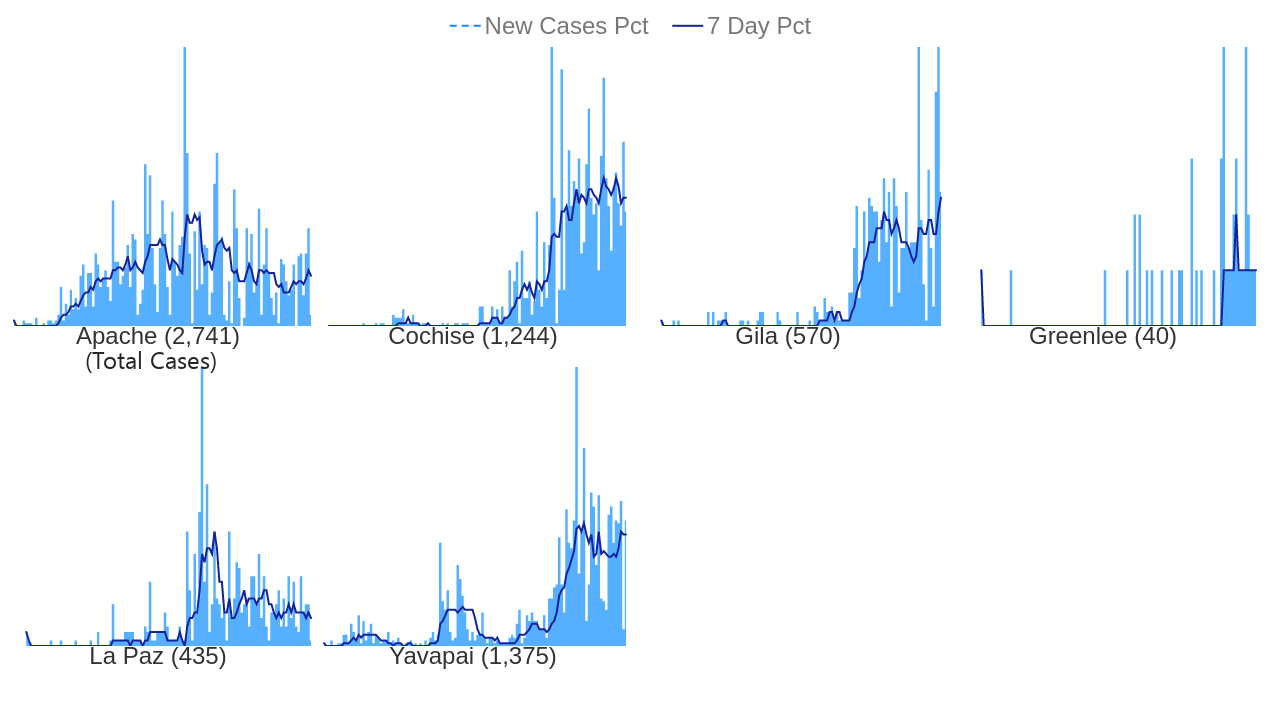 New Cases Pct 7 Day Pct
Apache (2,741) Cochise (1,244) Gila (570) Greenlee (40)
(Total Cases)
La Paz (435) Yavapai (1,375)